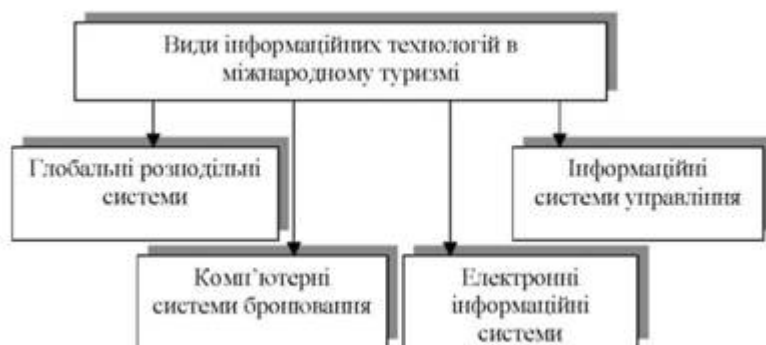 Види інформаційних технологій в
міжнародному туризмі
Глобальні розподільні
системи
Інформаційні
системи управління
Комп’ютерні
системи бронювання
Електронні
інформаційні
системи